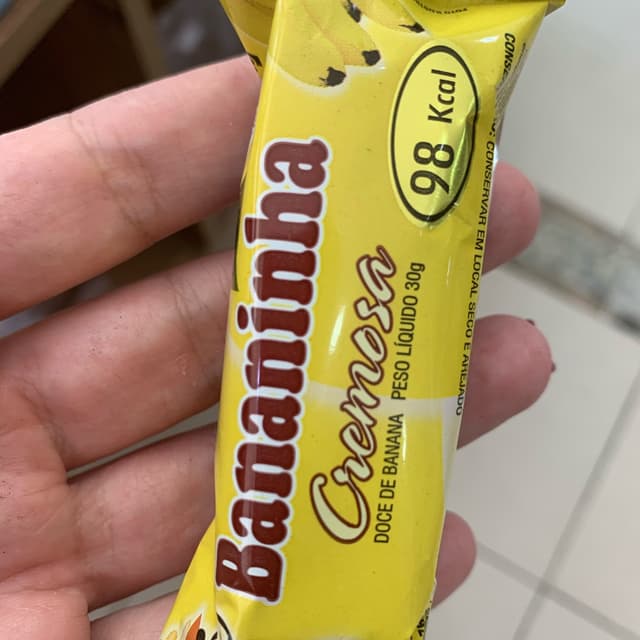 Bananinha
Cremosa
DOCE DE BANANA PESO LÍQUIDO 30g
98 Kcal
CONSERVAR EM LOCAL SECO E AREJADO